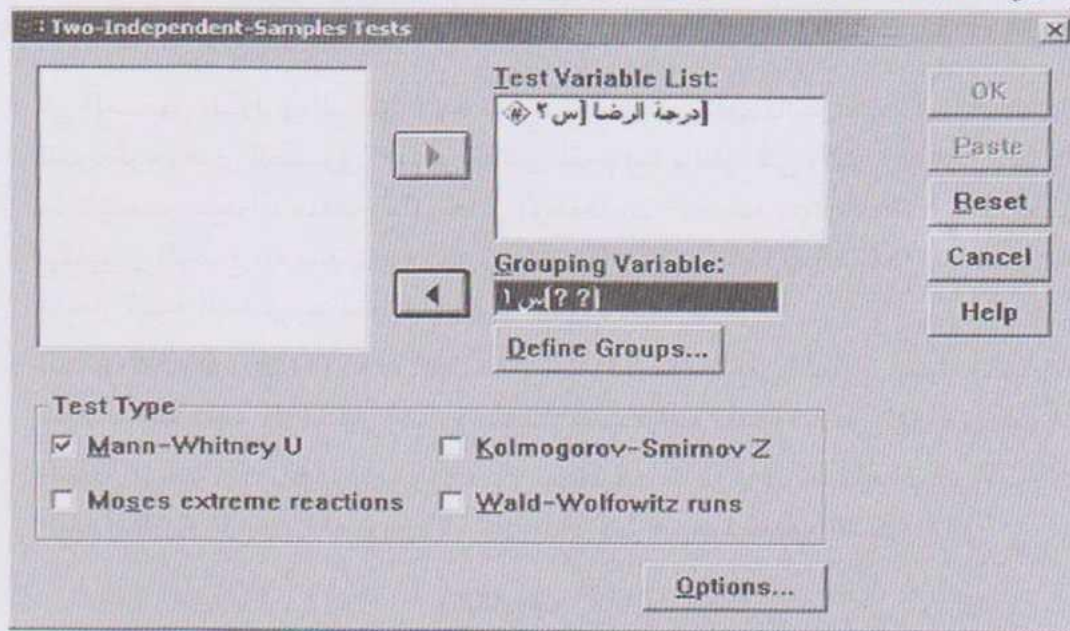 Two-Independent-Samples Tests
Test Variable List:
درجة الرضا [س٢]
Grouping Variable:
س١(? ?)
Define Groups...
OK
Paste
Reset
Cancel
Help
Test Type
Mann-Whitney U
Kolmogorov-Smirnov Z
Moses extreme reactions
Wald-Wolfowitz runs
Options...